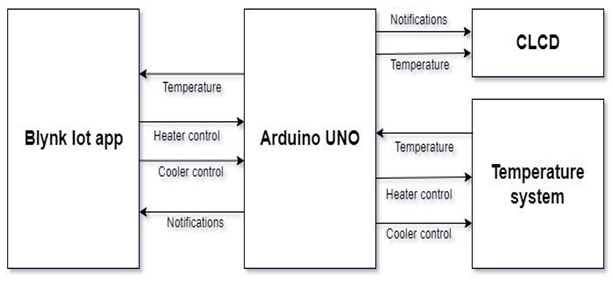 Blynk Iot app
Temperature
Heater control
Cooler control
Notifications
Arduino UNO
Notifications
Temperature
CLCD
Temperature
Heater control
Cooler control
Temperature
system